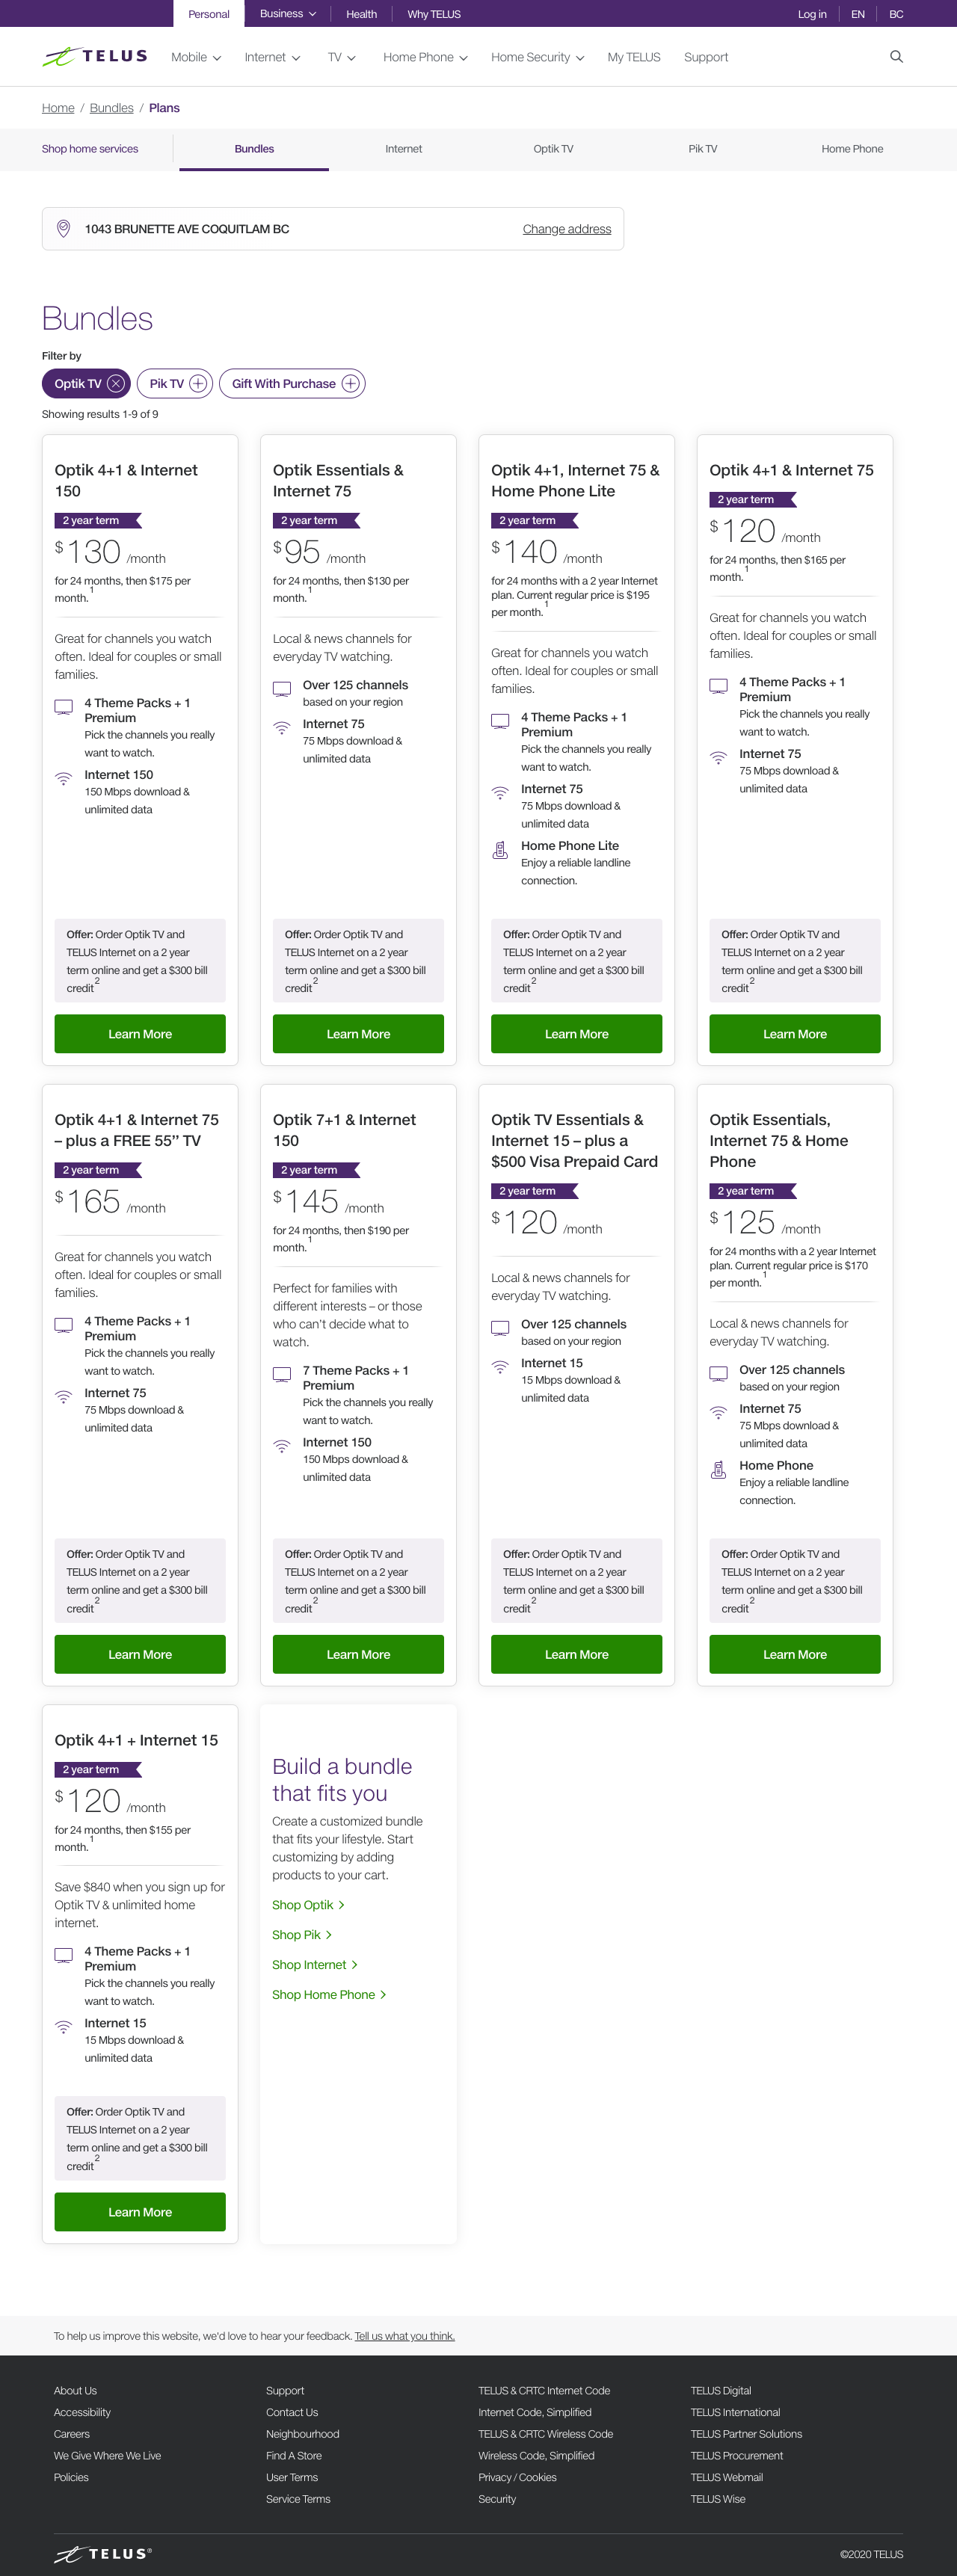 Personal Business Health Why TELUS Log in EN BC
TELUS Mobile Internet TV Home Phone Home Security My TELUS Support
Home / Bundles / Plans
Shop home services Bundles Internet Optik TV Pik TV Home Phone
1043 BRUNETTE AVE COQUITLAM BC Change address
Bundles
Filter by
Optik TV Pik TV Gift With Purchase
Showing results 1-9 of 9
Optik 4+1 & Internet
150
2 year term
$130 /month
for 24 months, then $175 per
month.1
Great for channels you watch
often. Ideal for couples or small
families.
4 Theme Packs + 1
Premium
Pick the channels you really
want to watch.
Internet 150
150 Mbps download &
unlimited data
Offer: Order Optik TV and
TELUS Internet on a 2 year
term online and get a $300 bill
credit2
Learn More
Optik Essentials &
Internet 75
2 year term
$95 /month
for 24 months, then $130 per
month.1
Local & news channels for
everyday TV watching.
Over 125 channels
based on your region
Internet 75
75 Mbps download &
unlimited data
Offer: Order Optik TV and
TELUS Internet on a 2 year
term online and get a $300 bill
credit2
Learn More
Optik 4+1, Internet 75 &
Home Phone Lite
2 year term
$140 /month
for 24 months with a 2 year Internet
plan. Current regular price is $195
per month.1
Great for channels you watch
often. Ideal for couples or small
families.
4 Theme Packs + 1
Premium
Pick the channels you really
want to watch.
Internet 75
75 Mbps download &
unlimited data
Home Phone Lite
Enjoy a reliable landline
connection.
Offer: Order Optik TV and
TELUS Internet on a 2 year
term online and get a $300 bill
credit2
Learn More
Optik 4+1 & Internet 75
2 year term
$120 /month
for 24 months, then $165 per
month.1
Great for channels you watch
often. Ideal for couples or small
families.
4 Theme Packs + 1
Premium
Pick the channels you really
want to watch.
Internet 75
75 Mbps download &
unlimited data
Offer: Order Optik TV and
TELUS Internet on a 2 year
term online and get a $300 bill
credit2
Learn More
Optik 4+1 & Internet 75
– plus a FREE 55’’ TV
2 year term
$165 /month
Great for channels you watch
often. Ideal for couples or small
families.
4 Theme Packs + 1
Premium
Pick the channels you really
want to watch.
Internet 75
75 Mbps download &
unlimited data
Offer: Order Optik TV and
TELUS Internet on a 2 year
term online and get a $300 bill
credit2
Learn More
Optik 7+1 & Internet
150
2 year term
$145 /month
for 24 months, then $190 per
month.1
Perfect for families with
different interests – or those
who can’t decide what to
watch.
7 Theme Packs + 1
Premium
Pick the channels you really
want to watch.
Internet 150
150 Mbps download &
unlimited data
Offer: Order Optik TV and
TELUS Internet on a 2 year
term online and get a $300 bill
credit2
Learn More
Optik TV Essentials &
Internet 15 – plus a
$500 Visa Prepaid Card
2 year term
$120 /month
Local & news channels for
everyday TV watching.
Over 125 channels
based on your region
Internet 15
15 Mbps download &
unlimited data
Offer: Order Optik TV and
TELUS Internet on a 2 year
term online and get a $300 bill
credit2
Learn More
Optik Essentials,
Internet 75 & Home
Phone
2 year term
$125 /month
for 24 months with a 2 year Internet
plan. Current regular price is $170
per month.1
Local & news channels for
everyday TV watching.
Over 125 channels
based on your region
Internet 75
75 Mbps download &
unlimited data
Home Phone
Enjoy a reliable landline
connection.
Offer: Order Optik TV and
TELUS Internet on a 2 year
term online and get a $300 bill
credit2
Learn More
Optik 4+1 + Internet 15
2 year term
$120 /month
for 24 months, then $155 per
month.1
Save $840 when you sign up for
Optik TV & unlimited home
internet.
4 Theme Packs + 1
Premium
Pick the channels you really
want to watch.
Internet 15
15 Mbps download &
unlimited data
Offer: Order Optik TV and
TELUS Internet on a 2 year
term online and get a $300 bill
credit2
Learn More
Build a bundle
that fits you
Create a customized bundle
that fits your lifestyle. Start
customizing by adding
products to your cart.
Shop Optik
Shop Pik
Shop Internet
Shop Home Phone
To help us improve this website, we'd love to hear your feedback. Tell us what you think.
About Us
Accessibility
Careers
We Give Where We Live
Policies
Support
Contact Us
Neighbourhood
Find A Store
User Terms
Service Terms
TELUS & CRTC Internet Code
Internet Code, Simplified
TELUS & CRTC Wireless Code
Wireless Code, Simplified
Privacy / Cookies
Security
TELUS Digital
TELUS International
TELUS Partner Solutions
TELUS Procurement
TELUS Webmail
TELUS Wise
TELUS® ©2020 TELUS